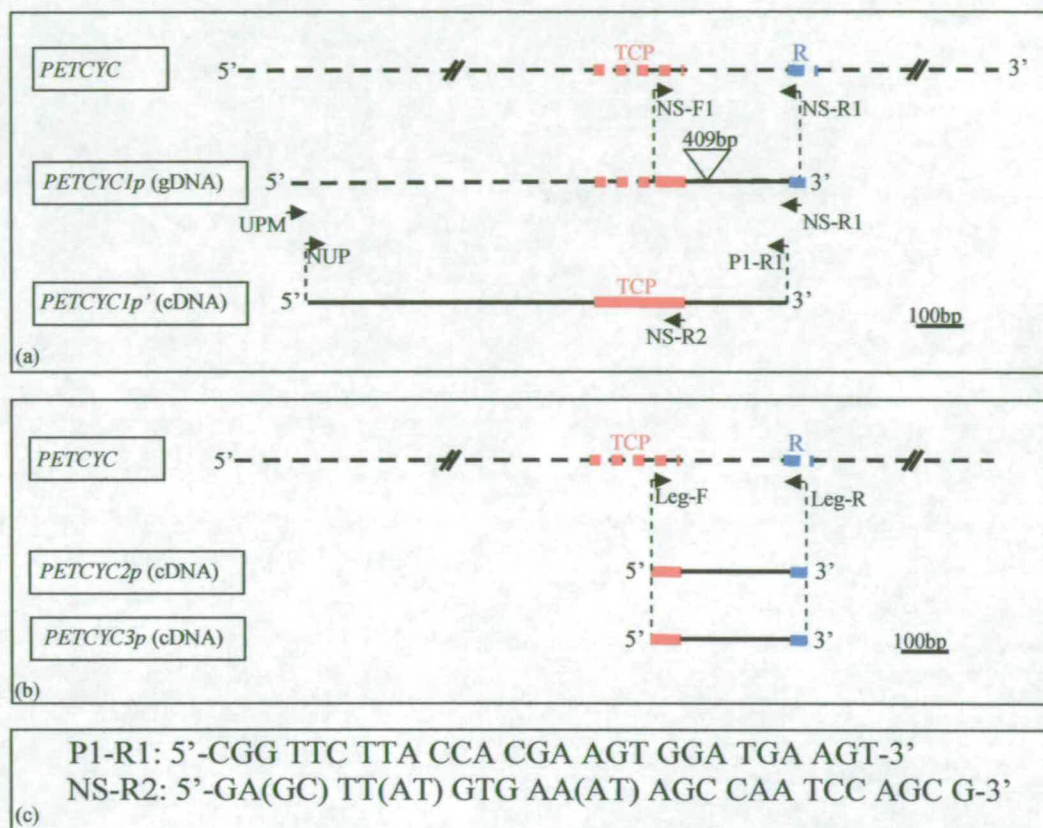 TCP R
PETCYC 5’ 3’
NS-F1 NS-R1
409bp
PETCYC1p (gDNA) 5’ 3’
UPM NS-R1
NUP P1-R1
PETCYC1p’ (cDNA) 5’ TCP 3’
NS-R2 100bp
(a)
TCP R
PETCYC 5’
Leg-F Leg-R
PETCYC2p (cDNA) 5’ 3’
PETCYC3p (cDNA) 5’ 3’ 100bp
(b)
P1-R1: 5’-CGG TTC TTA CCA CGA AGT GGA TGA AGT-3’
NS-R2: 5’-GA(GC) TT(AT) GTG AA(AT) AGC CAA TCC AGC G-3’
(c)